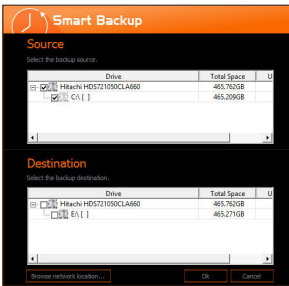 Smart Backup
Source
Select the backup source.
Drive Total Space U
Hitachi HDS721050CLA660 465.762GB
C:\ [ ] 465.209GB
Destination
Select the backup destination.
Drive Total Space U
Hitachi HDS721050CLA660 465.762GB
E:\ [ ] 465.271GB
Browse network location... Ok Cancel